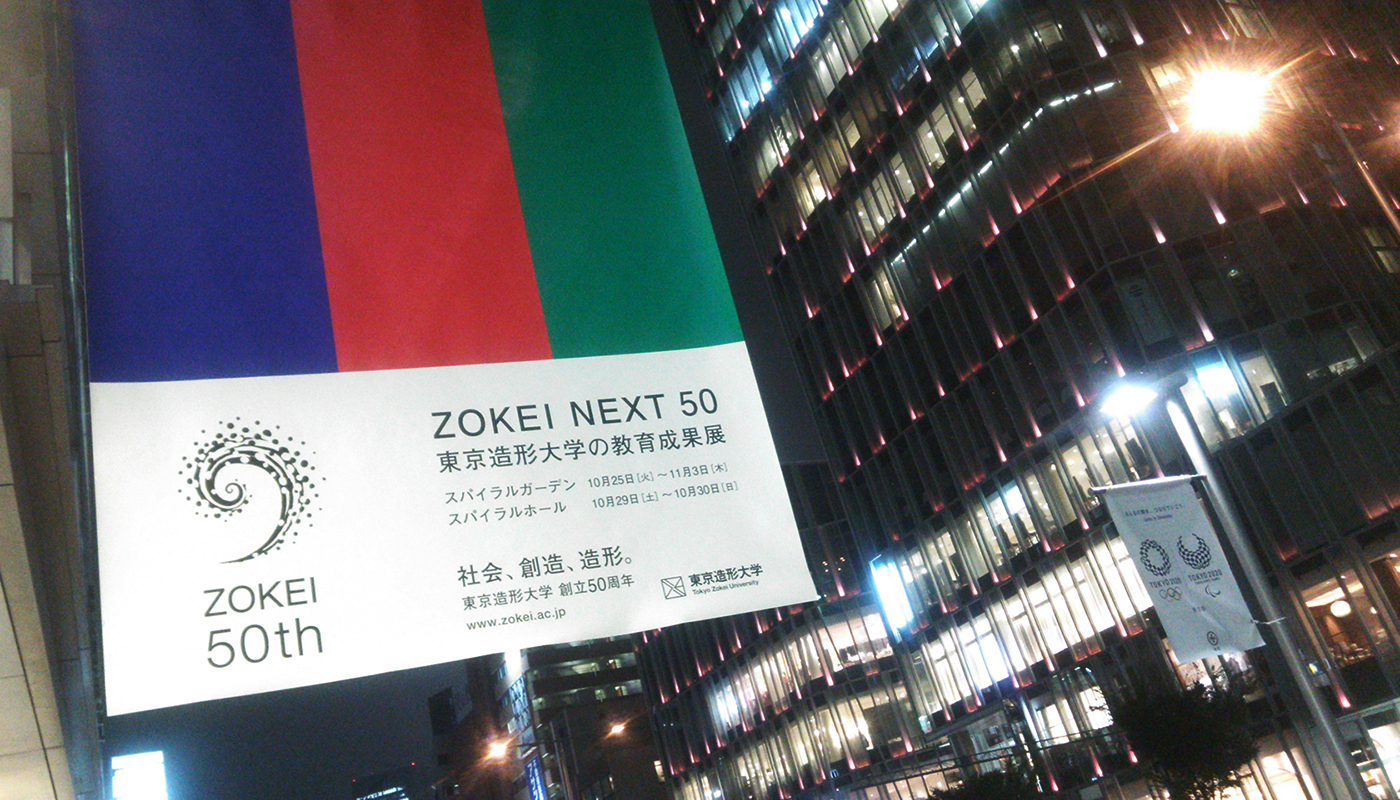 ZOKEI
50th
ZOKEI NEXT 50
東京造形大学の教育成果展
スパイラルガーデン 10月25日[火]〜11月3日[木]
スパイラルホール 10月29日[土]〜10月30日[日]
社会、創造、造形。
東京造形大学 創立50周年
www.zokei.ac.jp
東京造形大学
Tokyo Zokei University
TOKYO 2020
TOKYO 2020